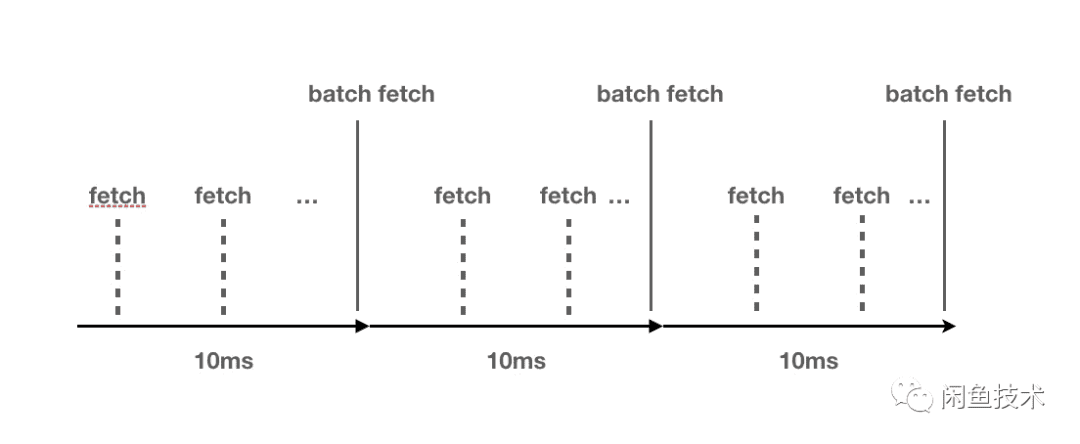 batch fetch batch fetch batch fetch
fetch fetch ... fetch fetch ... fetch fetch ...
10ms 10ms 10ms
闲鱼技术